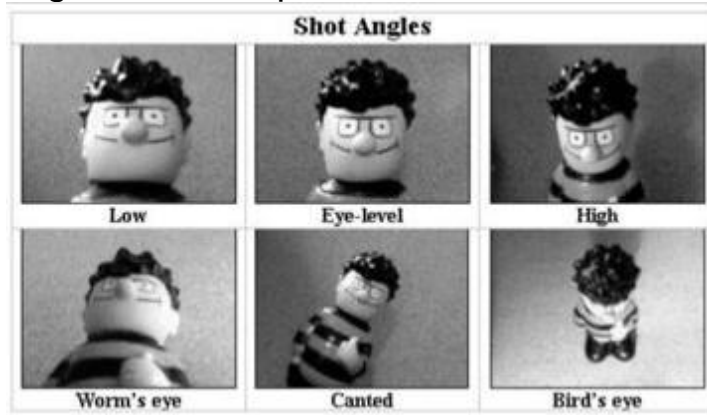 Shot Angles
Low
Eye-level
High
Worm's eye
Canted
Bird's eye